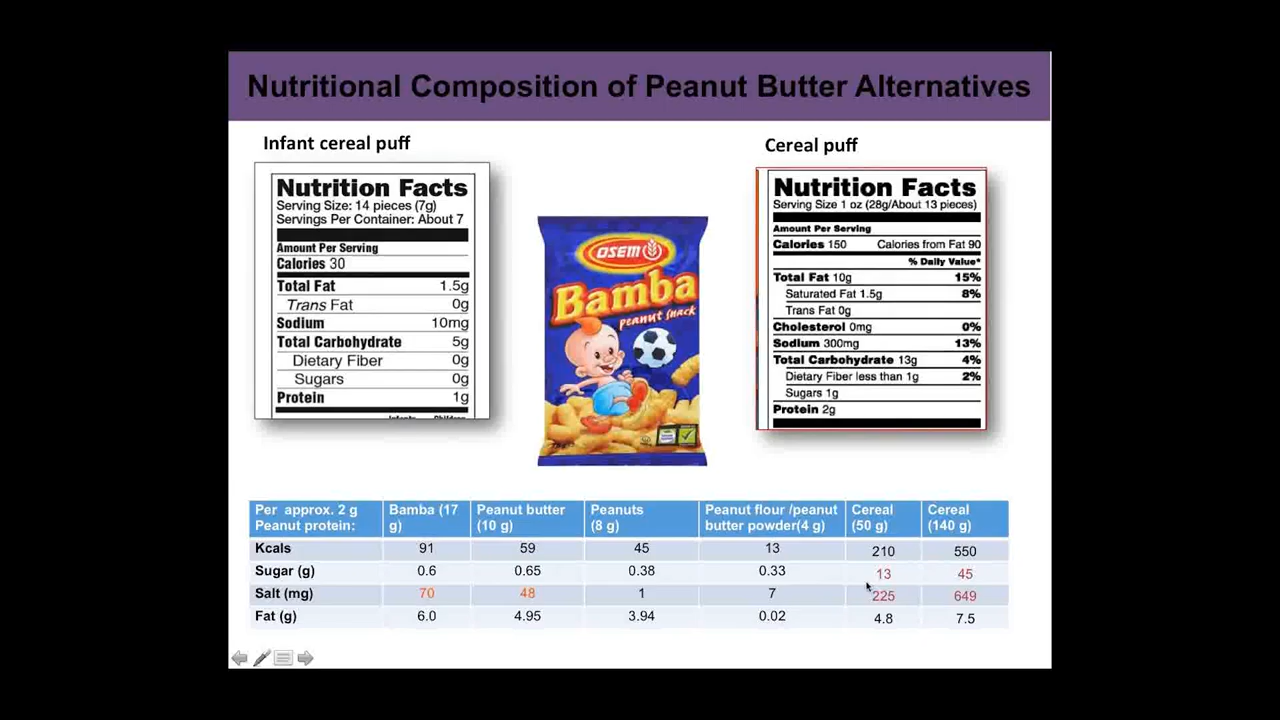 Nutritional Composition of Peanut Butter Alternatives
Infant cereal puff
Nutrition Facts
Serving Size: 14 pieces (7g)
Servings Per Container: About 7
Amount Per Serving
Calories 30
Total Fat 1.5g
Trans Fat 0g
Sodium 10mg
Total Carbohydrate 5g
Dietary Fiber 0g
Sugars 0g
Protein 1g
OSEM
Bamba
peanut snack
Cereal puff
Nutrition Facts
Serving Size 1 oz (28g/About 13 pieces)
Amount Per Serving
Calories 150 Calories from Fat 90
% Daily Value*
Total Fat 10g 15%
Saturated Fat 1.5g 8%
Trans Fat 0g
Cholesterol 0mg 0%
Sodium 300mg 13%
Total Carbohydrate 13g 4%
Dietary Fiber less than 1g 2%
Sugars 1g
Protein 2g
Per approx. 2 g Bamba (17 Peanut butter Peanuts Peanut flour /peanut Cereal Cereal
Peanut protein: g) (10 g) (8 g) butter powder(4 g) (50 g) (140 g)
Kcals 91 59 45 13 210 550
Sugar (g) 0.6 0.65 0.38 0.33 13 45
Salt (mg) 70 48 1 7 225 649
Fat (g) 6.0 4.95 3.94 0.02 4.8 7.5